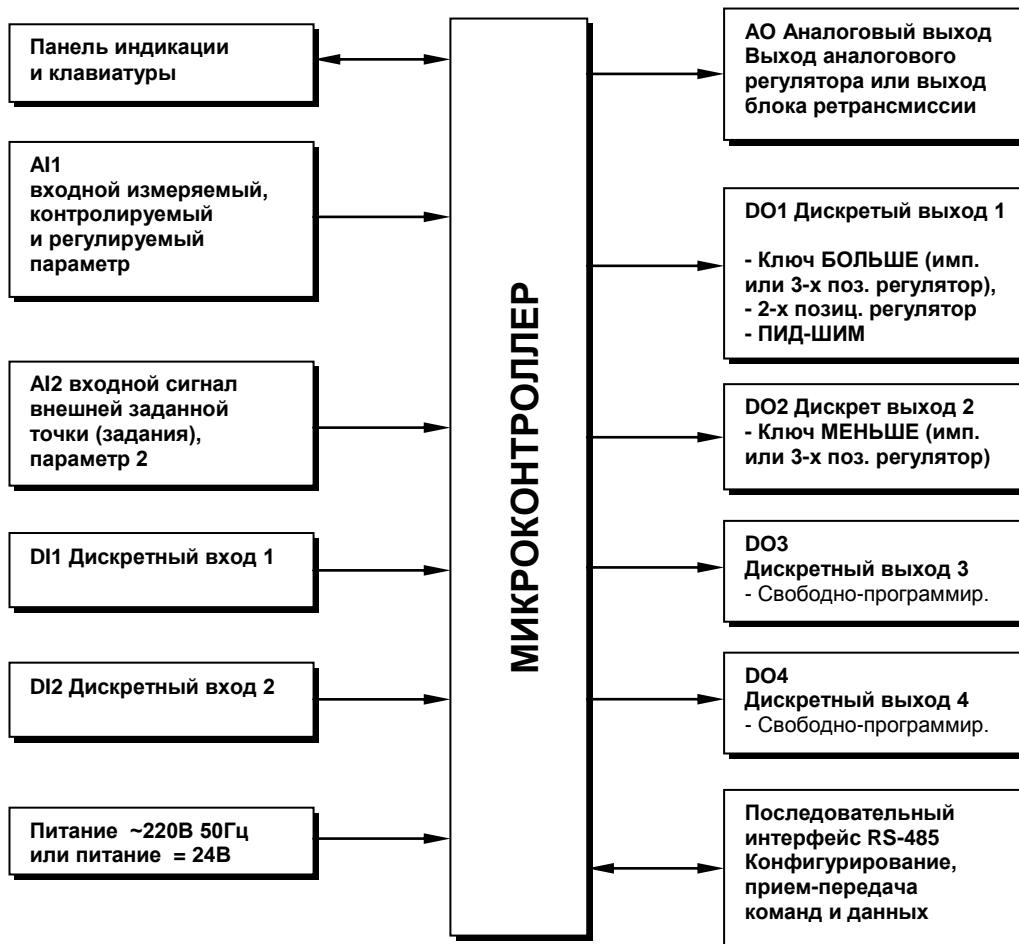 Панель индикации
и клавиатуры
AI1
входной измеряемый,
контролируемый
и регулируемый
параметр
AI2 входной сигнал
внешней заданной
точки (задания),
параметр 2
DI1 Дискретный вход 1
DI2 Дискретный вход 2
Питание ~220В 50Гц
или питание = 24В
МИКРОКОНТРОЛЛЕР
АО Аналоговый выход
Выход аналогового
регулятора или выход
блока ретрансмиссии
DO1 Дискретый выход 1
- Ключ БОЛЬШЕ (имп.
или 3-х поз. регулятор),
- 2-х позиц. регулятор
- ПИД-ШИМ
DO2 Дискрет выход 2
- Ключ МЕНЬШЕ (имп.
или 3-х поз. регулятор)
DO3
Дискретный выход 3
- Свободно-программир.
DO4
Дискретный выход 4
- Свободно-программир.
Последовательный
интерфейс RS-485
Конфигурирование,
прием-передача
команд и данных